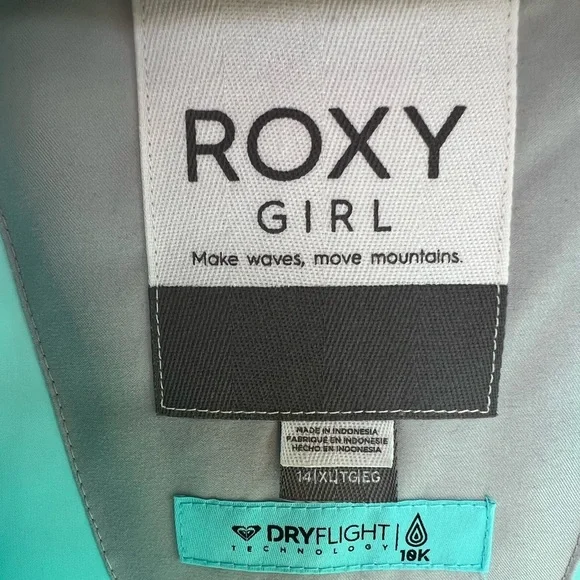 ROXY
GIRL
Make waves, move mountains.
MADE IN INDONESIA
FABRIQUE EN INDONESIE
HECHO EN INDONESIA
14|XL|TG|EG
DRYFLIGHT
TECHNOLOGY
10K